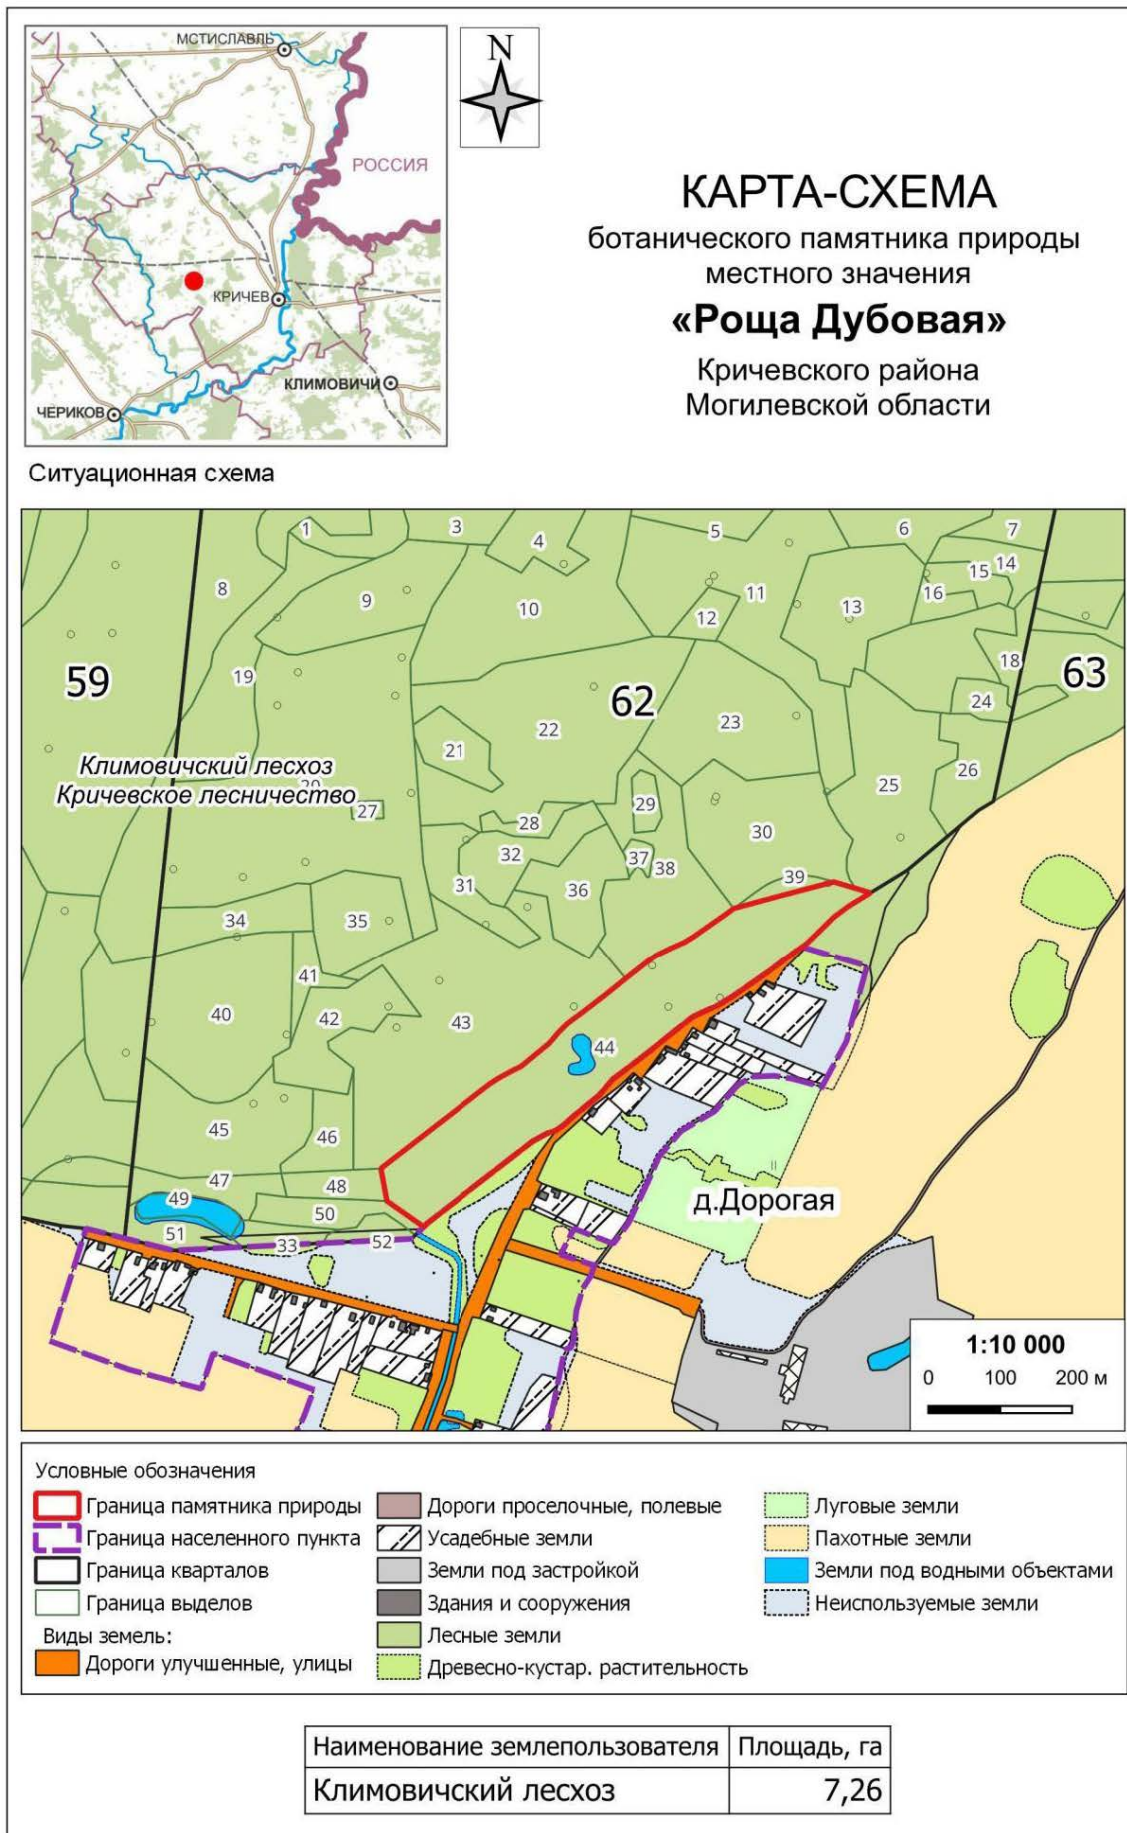 МСТИСЛАВЛЬ
РОССИЯ
КРИЧЕВ
КЛИМОВИЧИ
ЧЕРИКОВ
Ситуационная схема
N
КАРТА-СХЕМА
ботанического памятника природы
местного значения
«Роща Дубовая»
Кричевского района
Могилевской области
1
3
4
5
6
7
8
9
10
11
12
13
14
15
16
18
19
59
62
63
20
21
22
23
24
25
26
Климовичский лесхоз
Кричевское лесничество
27
28
29
30
31
32
34
35
36
37
38
39
40
41
42
43
44
45
46
47
48
49
50
51
33
52
д.Дорогая
1:10 000
0 100 200 м
Условные обозначения
Граница памятника природы
Граница населенного пункта
Граница кварталов
Граница выделов
Виды земель:
Дороги улучшенные, улицы
Дороги проселочные, полевые
Усадебные земли
Земли под застройкой
Здания и сооружения
Лесные земли
Древесно-кустар. растительность
Луговые земли
Пахотные земли
Земли под водными объектами
Неиспользуемые земли
Наименование землепользователя Площадь, га
Климовичский лесхоз 7,26